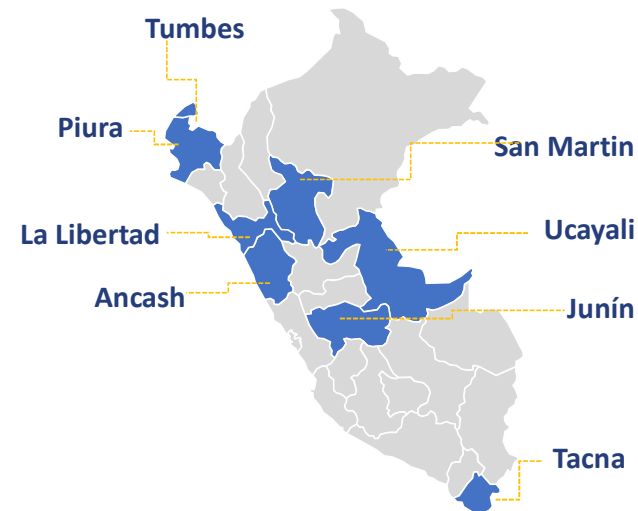 Tumbes
Piura
San Martin
La Libertad
Ucayali
Ancash
Junín
Tacna